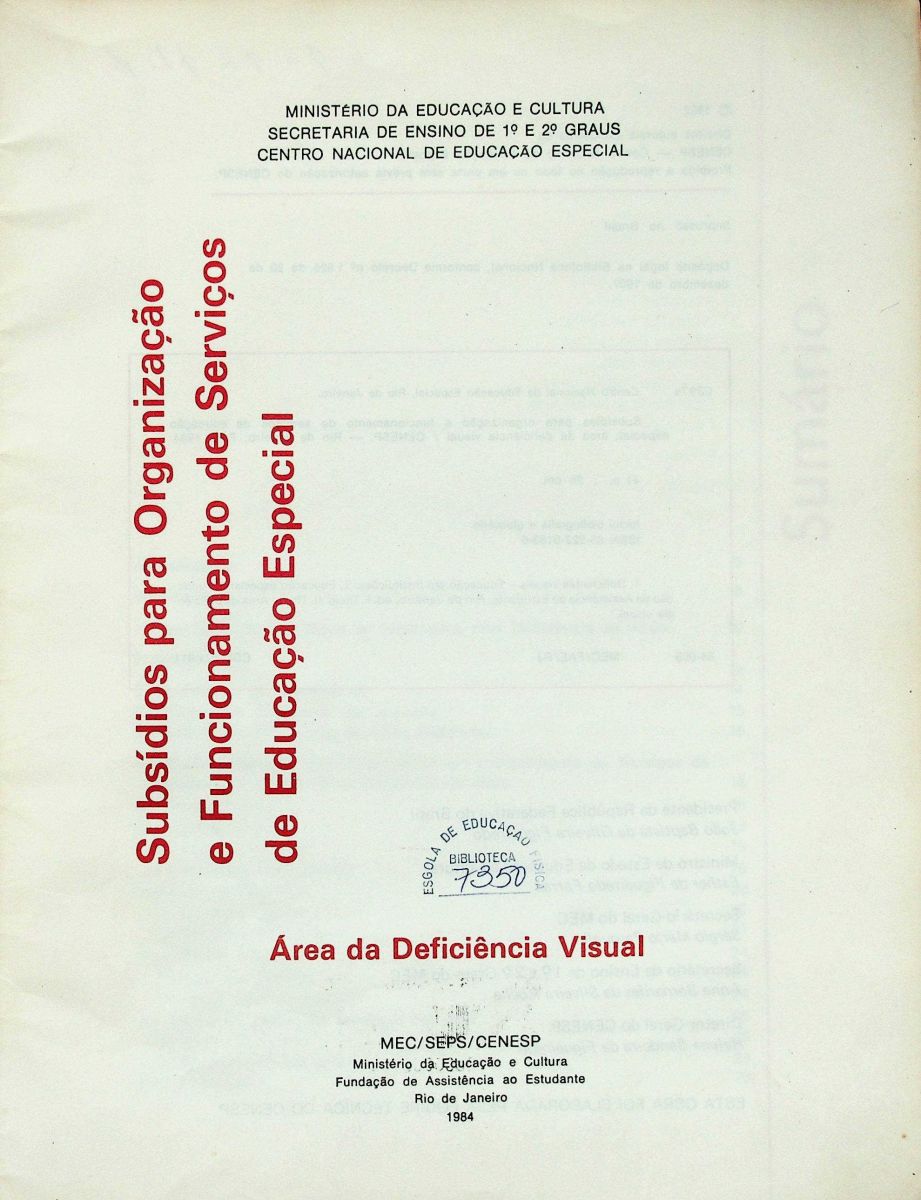 MINISTÉRIO DA EDUCAÇÃO E CULTURA
SECRETARIA DE ENSINO DE 1º E 2º GRAUS
CENTRO NACIONAL DE EDUCAÇÃO ESPECIAL
Subsídios para Organização
e Funcionamento de Serviços
de Educação Especial
ESCOLA DE EDUCAÇÃO FÍSICA
BIBLIOTECA
7350
Área da Deficiência Visual
MEC/SEPS/CENESP
Ministério da Educação e Cultura
Fundação de Assistência ao Estudante
Rio de Janeiro
1984